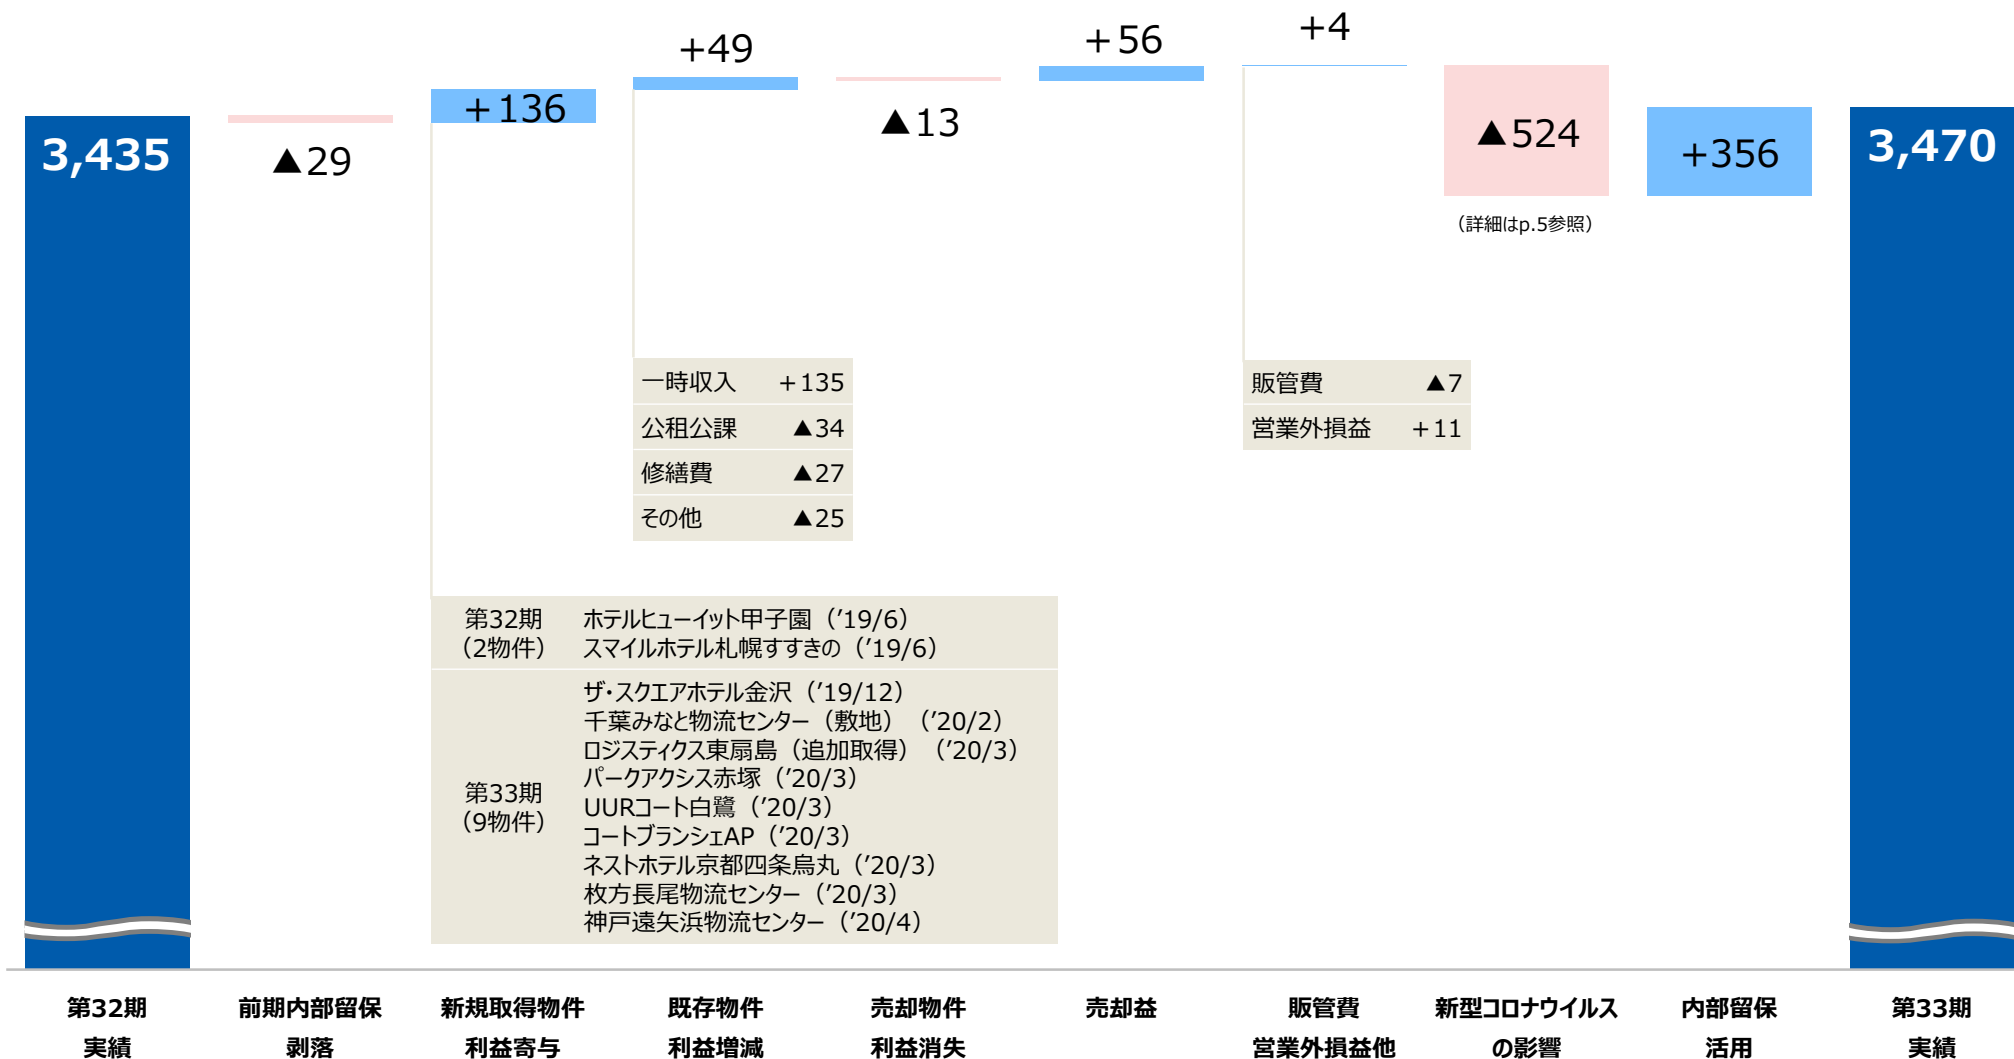 3,435
▲29
+136
+49
▲13
+56
+4
▲524
(詳細はp.5参照)
+356
3,470
一時収入 +135
公租公課 ▲34
修繕費 ▲27
その他 ▲25
販管費 ▲7
営業外損益 +11
第32期
(2物件)
ホテルヒューイット甲子園('19/6)
スマイルホテル札幌すすきの('19/6)
第33期
(9物件)
ザ・スクエアホテル金沢('19/12)
千葉みなと物流センター(敷地)('20/2)
ロジスティクス東扇島(追加取得)('20/3)
パークアクシス赤塚('20/3)
UURコート白鷺('20/3)
コートブランシェAP('20/3)
ネストホテル京都四条烏丸('20/3)
枚方長尾物流センター('20/3)
神戸遠矢浜物流センター('20/4)
第32期
実績
前期内部留保
剥落
新規取得物件
利益寄与
既存物件
利益増減
売却物件
利益消失
売却益
販管費
営業外損益他
新型コロナウイルス
の影響
内部留保
活用
第33期
実績